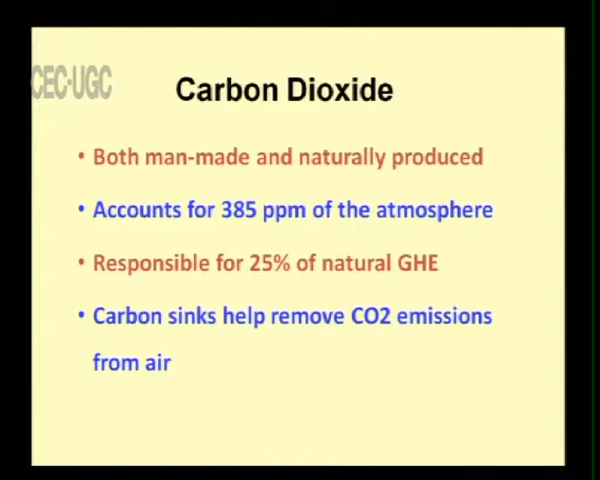 CEC-UGC
Carbon Dioxide
• Both man-made and naturally produced
• Accounts for 385 ppm of the atmosphere
• Responsible for 25% of natural GHE
• Carbon sinks help remove CO2 emissions
from air